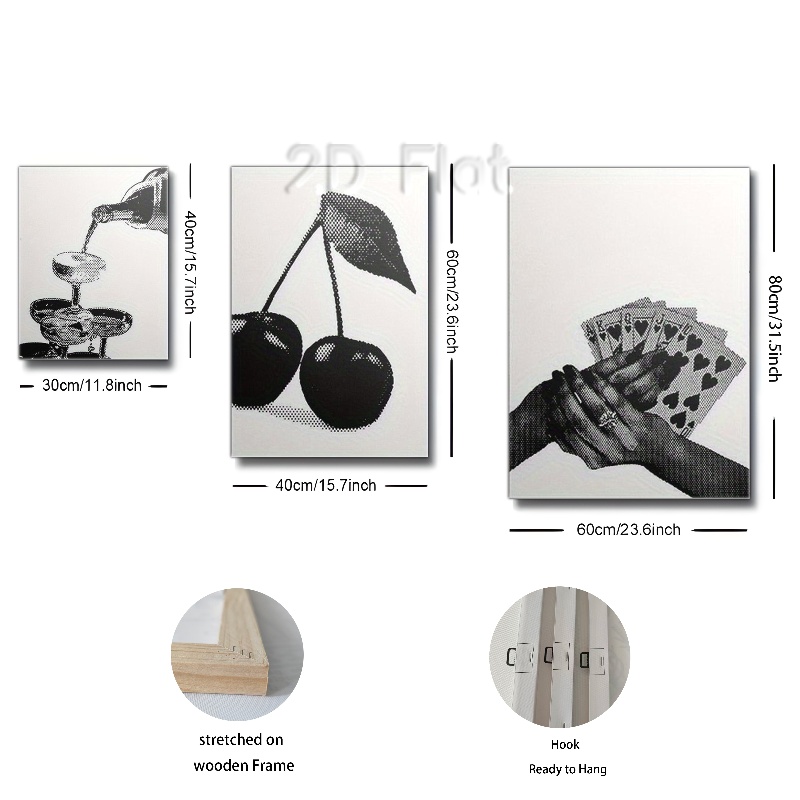 2D Flat
40cm/15.7inch
30cm/11.8inch
60cm/23.6inch
40cm/15.7inch
80cm/31.5inch
60cm/23.6inch
stretched on
wooden Frame
Hook
Ready to Hang